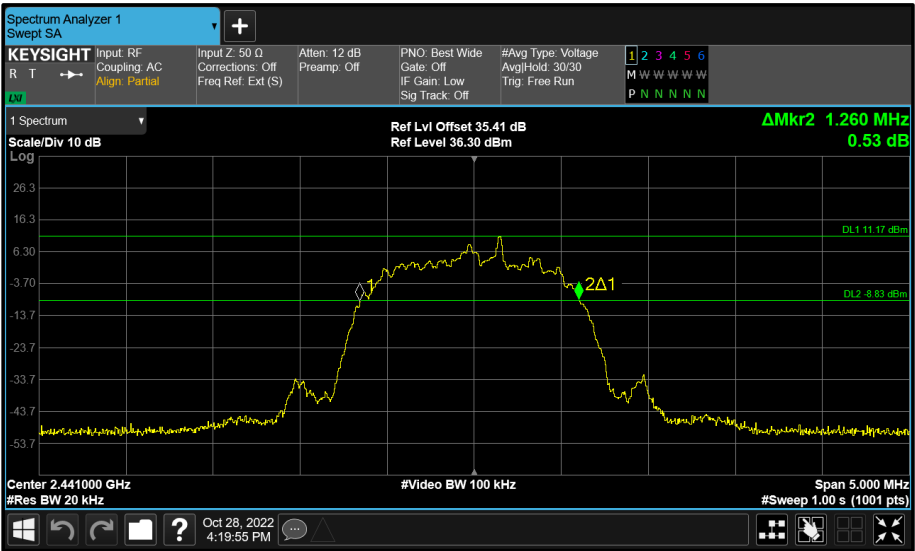 Spectrum Analyzer 1
Swept SA
+
KEYSIGHT
R T
LXI
Input: RF
Coupling: AC
Align: Partial
Input Z: 50 Ω
Corrections: Off
Freq Ref: Ext (S)
Atten: 12 dB
Preamp: Off
PNO: Best Wide
Gate: Off
IF Gain: Low
Sig Track: Off
#Avg Type: Voltage
Avg|Hold: 30/30
Trig: Free Run
1 2 3 4 5 6
M W W W W W
P N N N N N
1 Spectrum
Scale/Div 10 dB
Log
Ref Lvl Offset 35.41 dB
Ref Level 36.30 dBm
ΔMkr2 1.260 MHz
0.53 dB
26.3
16.3
DL1 11.17 dBm
6.30
-3.70
1
2Δ1
DL2 -8.83 dBm
-13.7
-23.7
-33.7
-43.7
-53.7
Center 2.441000 GHz
#Video BW 100 kHz
Span 5.000 MHz
#Res BW 20 kHz
#Sweep 1.00 s (1001 pts)
?
Oct 28, 2022
4:19:55 PM